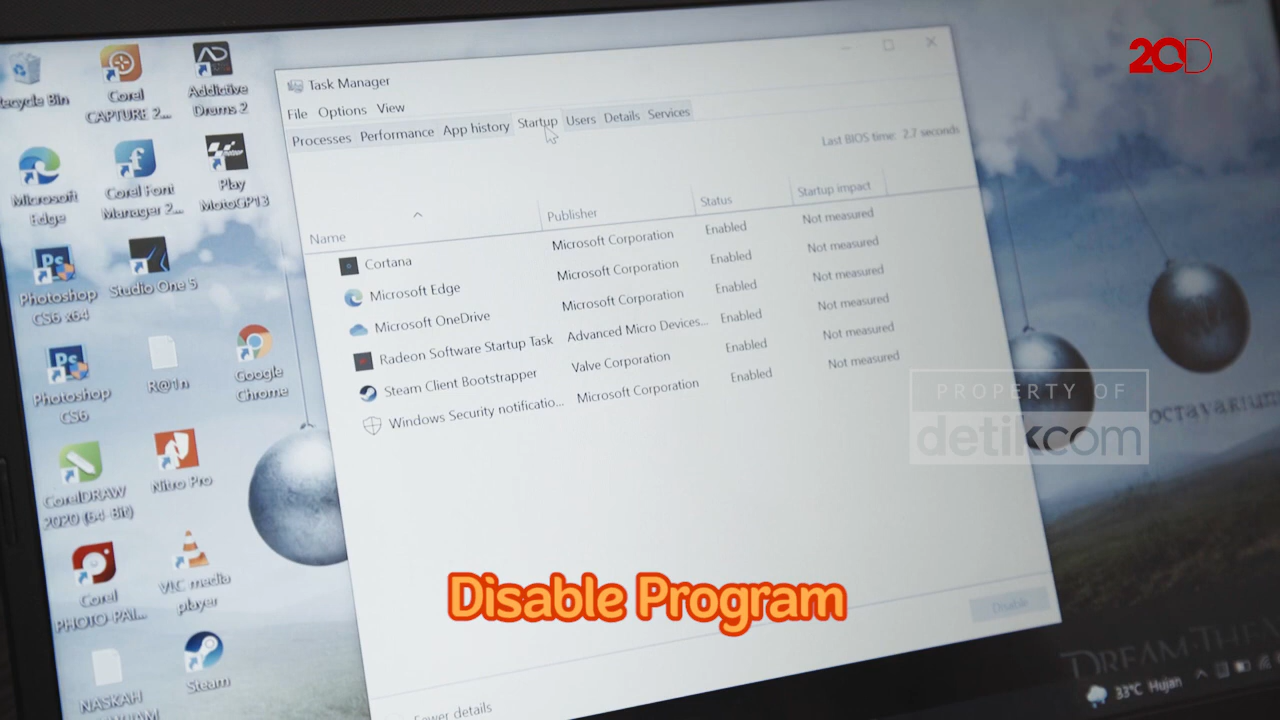 20D
Recycle Bin
Corel
CAPTURE 2...
Addictive
Drums 2
Microsoft
Edge
Corel Font
Manager 2...
Play
MotoGP13
Photoshop
CS6 x64
Studio One 5
Photoshop
CS6
R@1n
Google
Chrome
CorelDRAW
2020 (64-Bit)
Nitro Pro
Corel
PHOTO-PAI...
VLC media
player
NASKAH
Steam
Task Manager
File Options View
Processes Performance App history Startup Users Details Services
Last BIOS time: 2.7 seconds
Name Publisher Status Startup impact
Cortana Microsoft Corporation Enabled Not measured
Microsoft Edge Microsoft Corporation Enabled Not measured
Microsoft OneDrive Microsoft Corporation Enabled Not measured
Radeon Software Startup Task Advanced Micro Devices... Enabled Not measured
Steam Client Bootstrapper Valve Corporation Enabled Not measured
Windows Security notificatio... Microsoft Corporation Enabled Not measured
PROPERTY OF
detikcom
octavarium
Disable Program
Disable
Fewer details
33°C Hujan